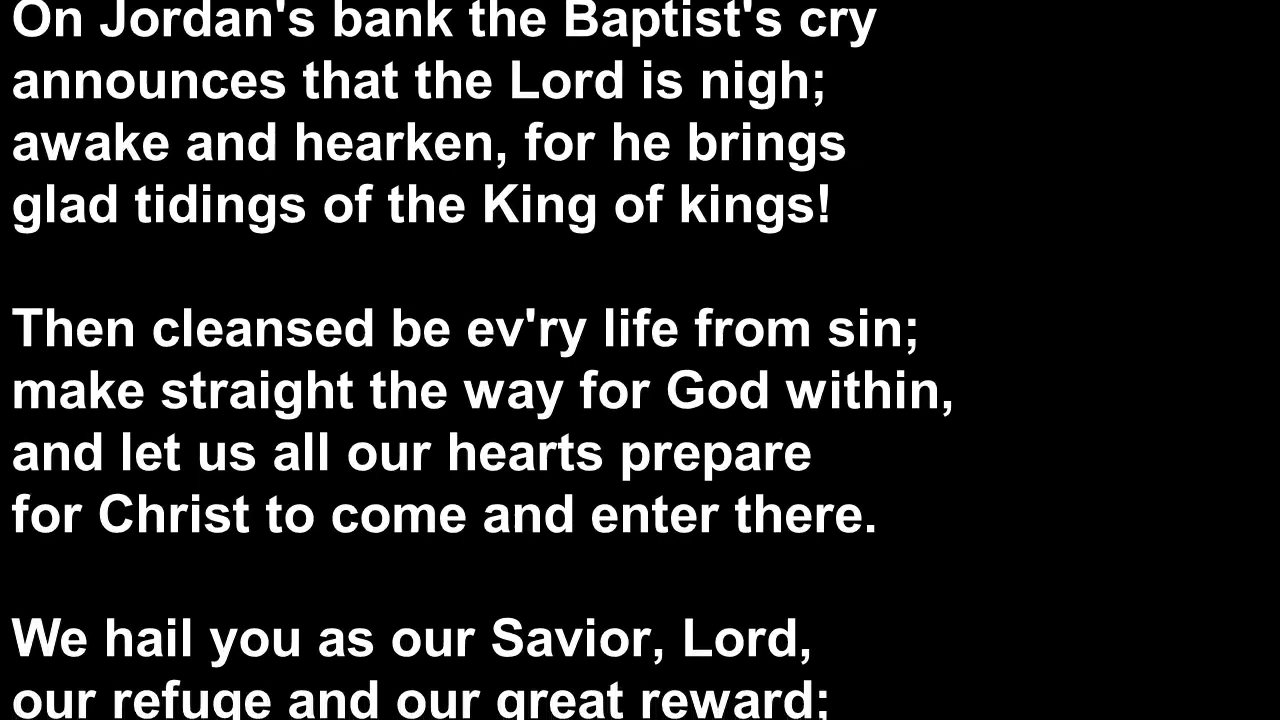 On Jordan's bank the Baptist's cry
announces that the Lord is nigh;
awake and hearken, for he brings
glad tidings of the King of kings!
Then cleansed be ev'ry life from sin;
make straight the way for God within,
and let us all our hearts prepare
for Christ to come and enter there.
We hail you as our Savior, Lord,
our refuge and our great reward;